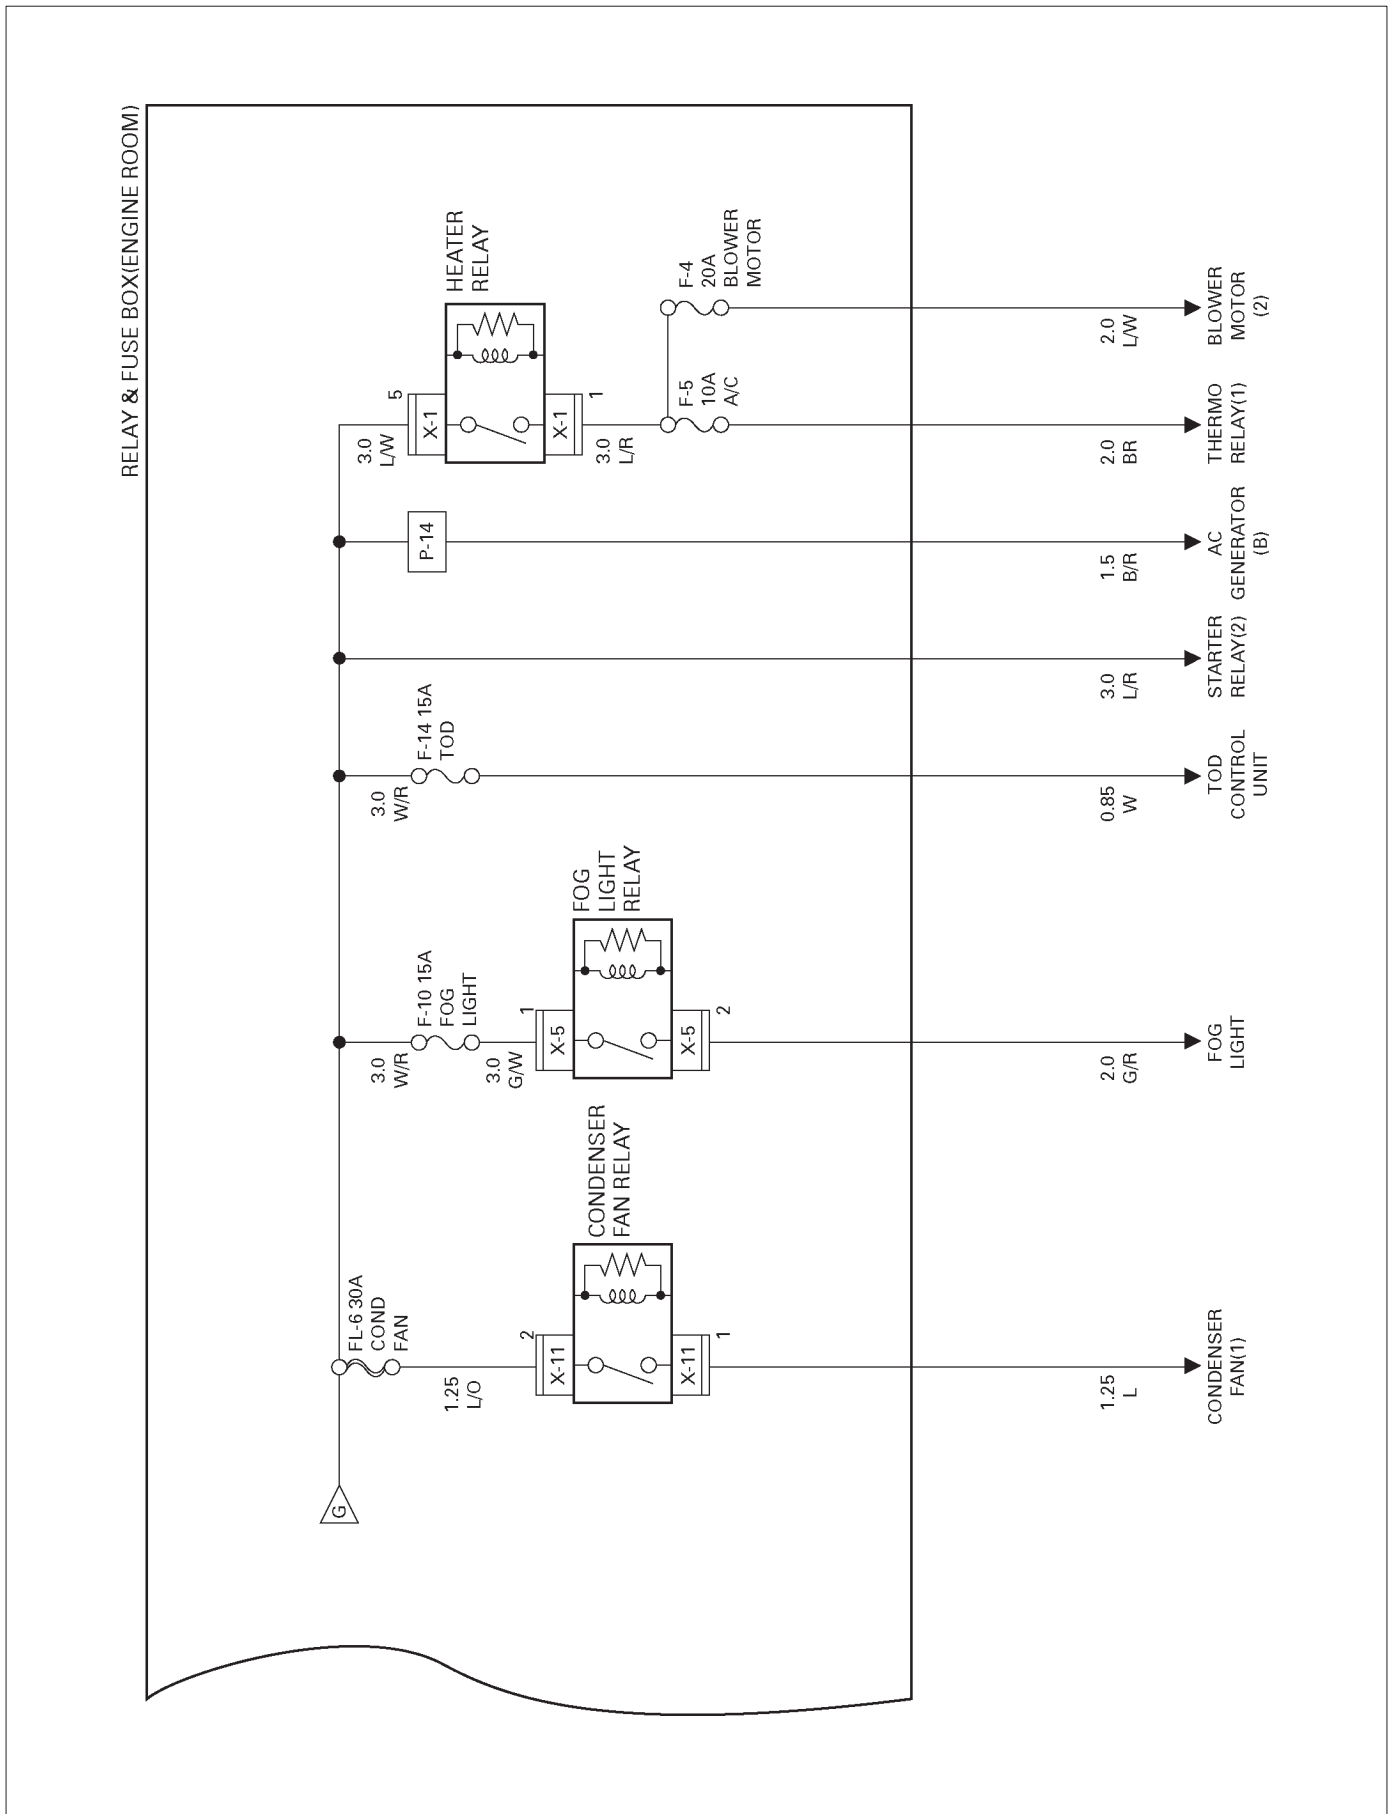 RELAY & FUSE BOX(ENGINE ROOM)
G
FL-6 30A
COND
FAN
1.25
L/O
2
X-11
CONDENSER
FAN RELAY
X-11
1
1.25
L
CONDENSER
FAN(1)
3.0
W/R
F-10 15A
FOG
LIGHT
3.0
G/W
1
X-5
FOG
LIGHT
RELAY
X-5
2
2.0
G/R
FOG
LIGHT
3.0
W/R
F-14 15A
TOD
0.85
W
TOD
CONTROL
UNIT
3.0
L/R
STARTER
RELAY(2)
P-14
1.5
B/R
AC
GENERATOR
(B)
3.0
L/W
5
X-1
HEATER
RELAY
X-1
1
3.0
L/R
F-5
10A
A/C
2.0
BR
THERMO
RELAY(1)
F-4
20A
BLOWER
MOTOR
2.0
L/W
BLOWER
MOTOR
(2)